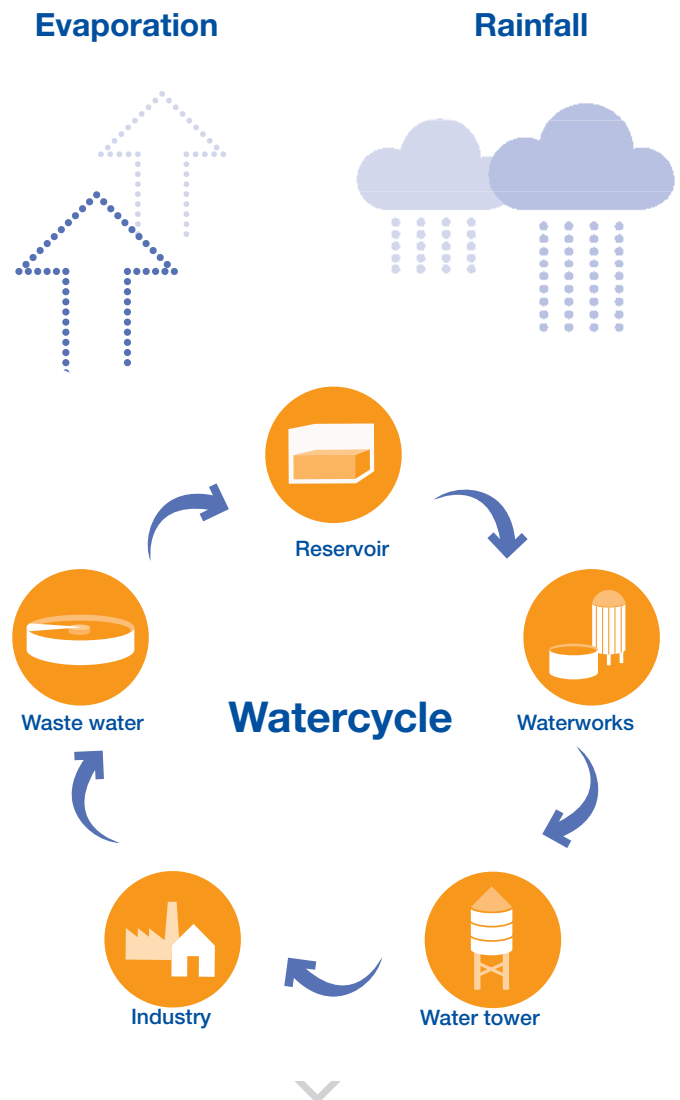 Evaporation
Rainfall
Reservoir
Waste water
Watercycle
Waterworks
Industry
Water tower